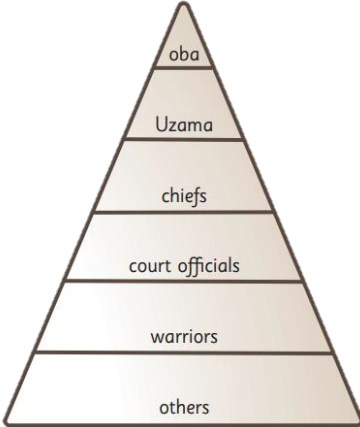 oba
Uzama
chiefs
court officials
warriors
others